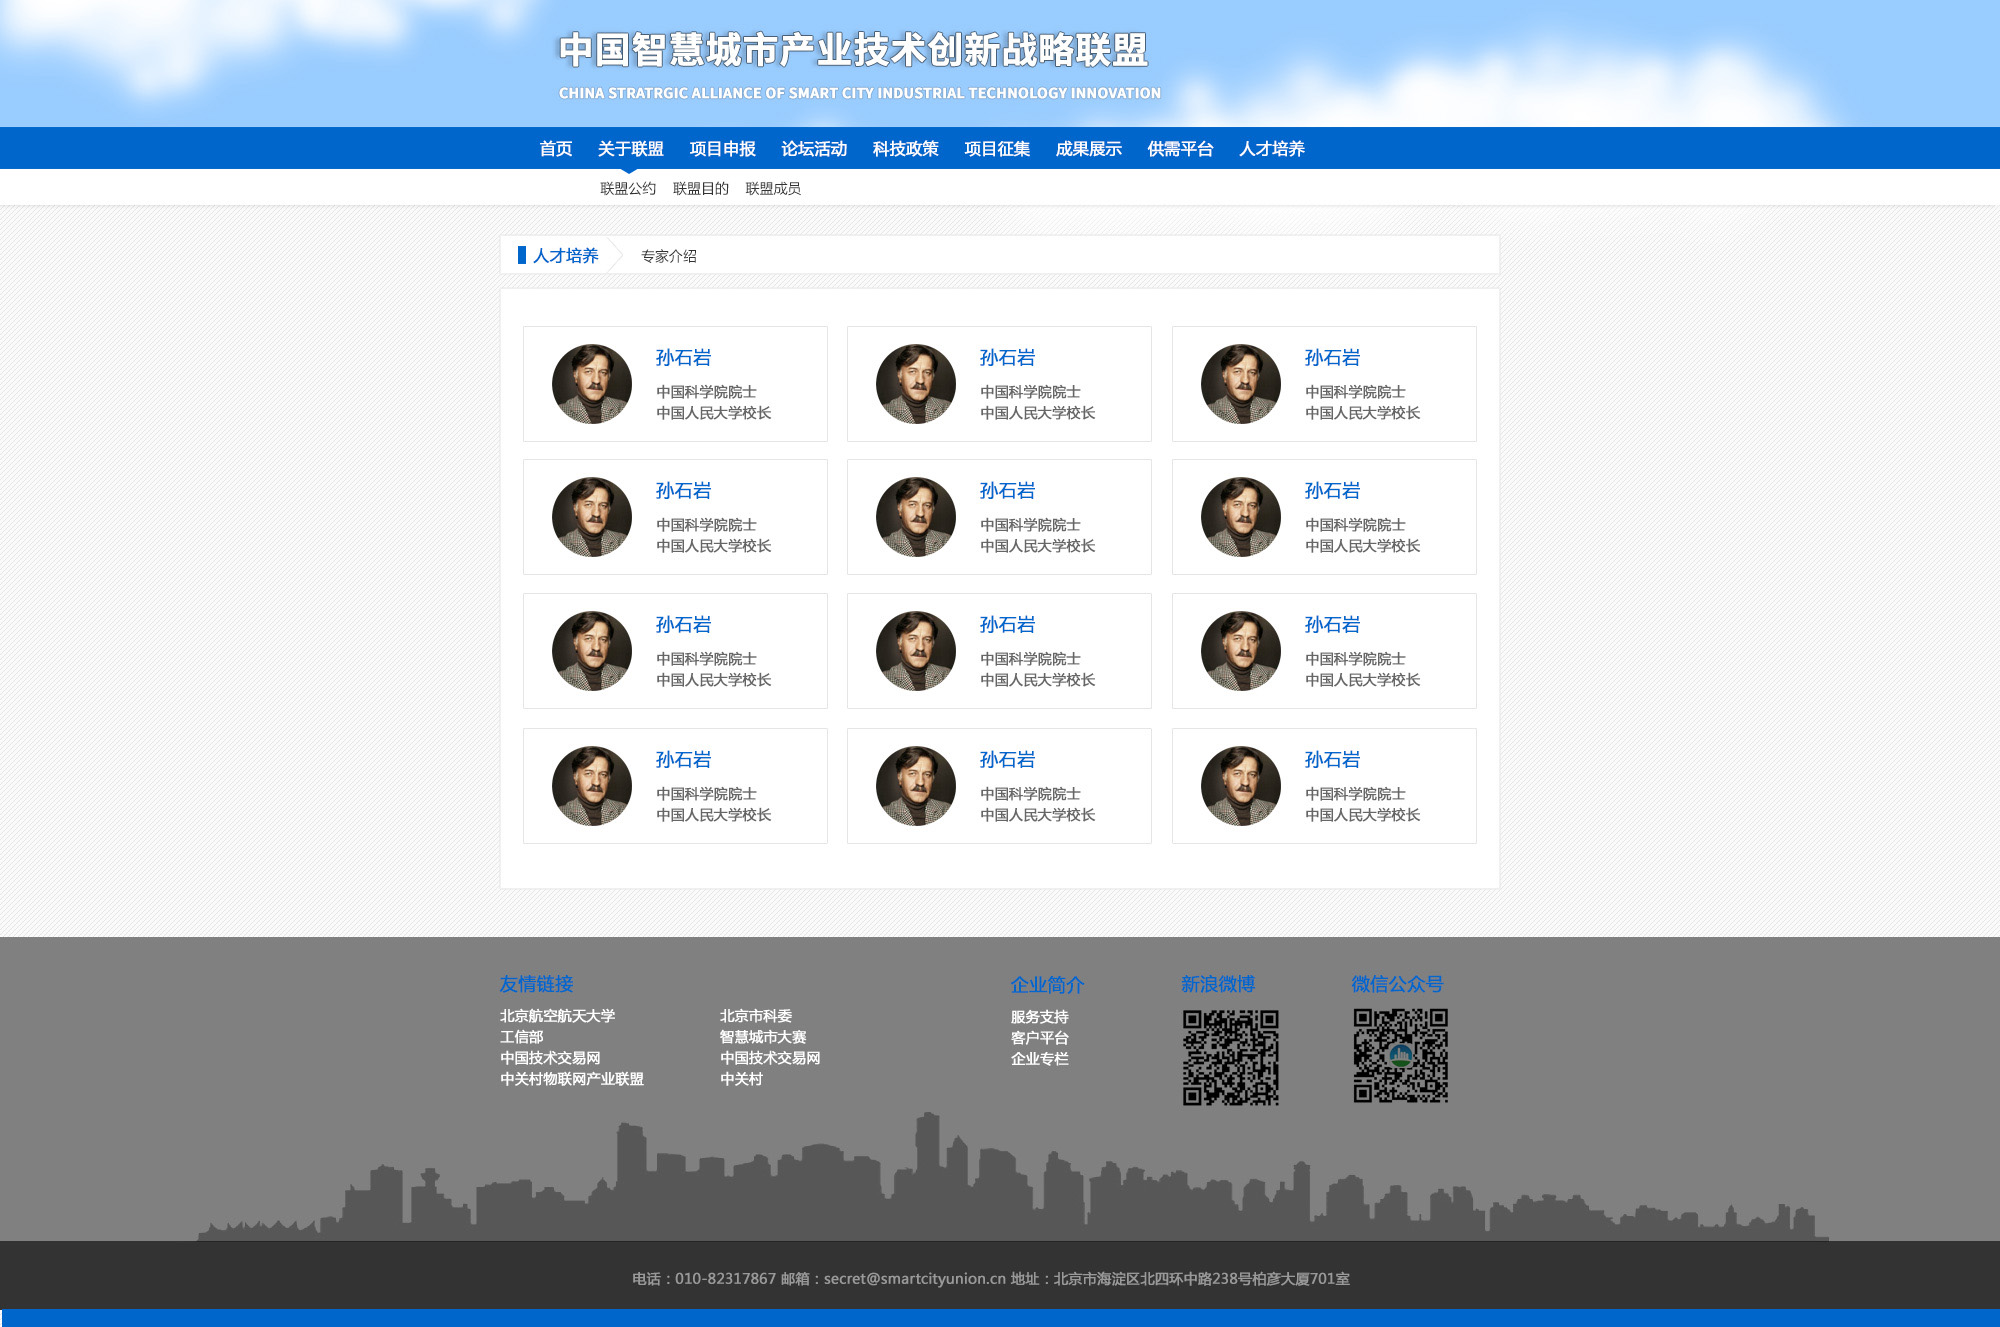 中国智慧城市产业技术创新战略联盟
CHINA STRATRGIC ALLIANCE OF SMART CITY INDUSTRIAL TECHNOLOGY INNOVATION
首页 关于联盟 项目申报 论坛活动 科技政策 项目征集 成果展示 供需平台 人才培养
联盟公约 联盟目的 联盟成员
人才培养 专家介绍
孙石岩 孙石岩 孙石岩
中国科学院院士 中国科学院院士 中国科学院院士
中国人民大学校长 中国人民大学校长 中国人民大学校长
孙石岩 孙石岩 孙石岩
中国科学院院士 中国科学院院士 中国科学院院士
中国人民大学校长 中国人民大学校长 中国人民大学校长
孙石岩 孙石岩 孙石岩
中国科学院院士 中国科学院院士 中国科学院院士
中国人民大学校长 中国人民大学校长 中国人民大学校长
孙石岩 孙石岩 孙石岩
中国科学院院士 中国科学院院士 中国科学院院士
中国人民大学校长 中国人民大学校长 中国人民大学校长
友情链接 企业简介 新浪微博 微信公众号
北京航空航天大学 北京市科委 服务支持
工信部 智慧城市大赛 客户平台
中国技术交易网 中国技术交易网 企业专栏
中关村物联网产业联盟 中关村
电话：010-82317867 邮箱：secret@smartcityunion.cn 地址：北京市海淀区北四环中路238号柏彦大厦701室